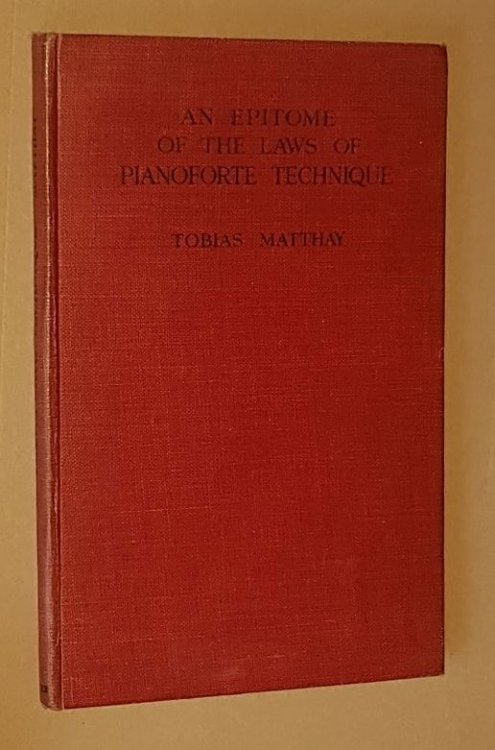 AN EPITOME
OF THE LAWS OF
PIANOFORTE TECHNIQUE
TOBIAS MATTHAY